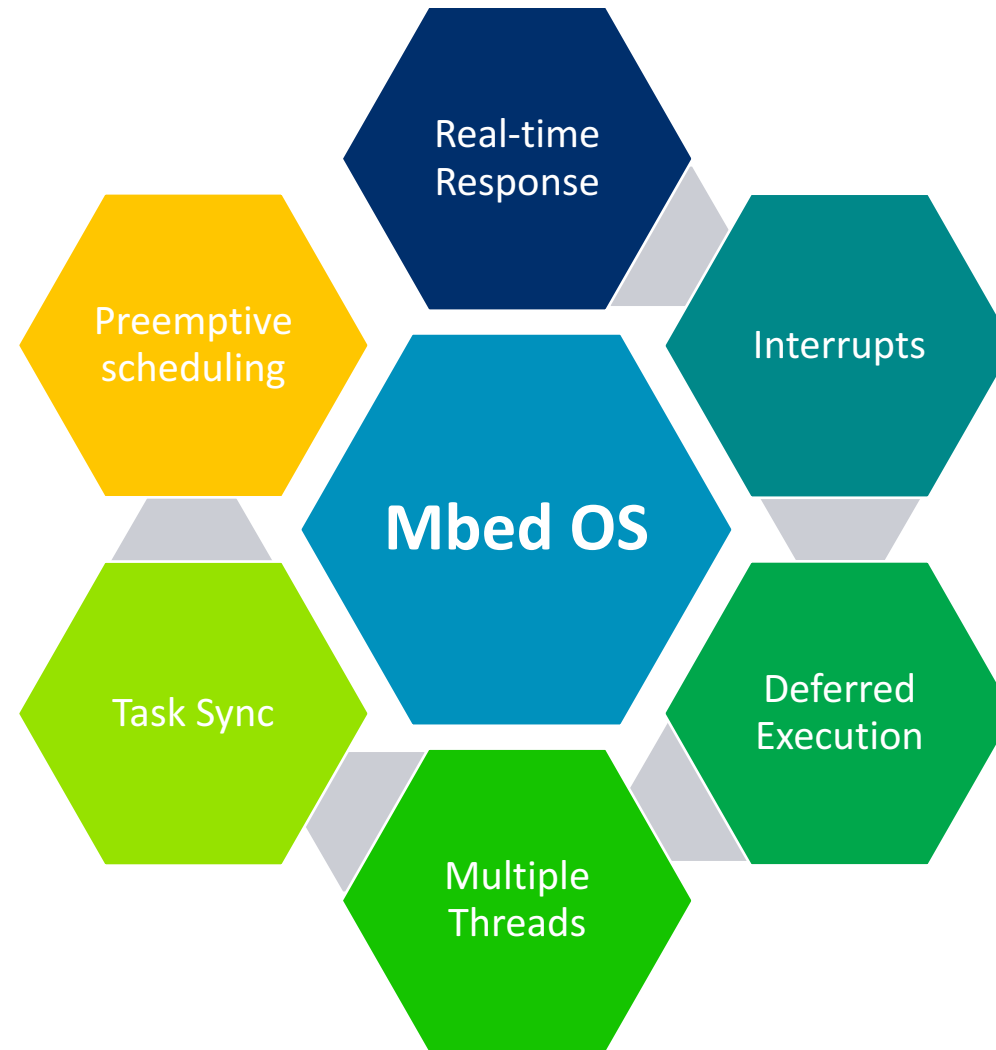 Real-time
Response
Preemptive
scheduling
Interrupts
Mbed OS
Task Sync
Deferred
Execution
Multiple
Threads